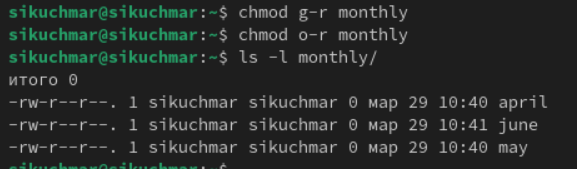 sikuchmar@sikuchmar:~$ chmod g-r monthly
sikuchmar@sikuchmar:~$ chmod o-r monthly
sikuchmar@sikuchmar:~$ ls -l monthly/
итого 0
-rw-r--r--. 1 sikuchmar sikuchmar 0 мар 29 10:40 april
-rw-r--r--. 1 sikuchmar sikuchmar 0 мар 29 10:41 june
-rw-r--r--. 1 sikuchmar sikuchmar 0 мар 29 10:40 may
sikuchmar@sikuchmar:~$